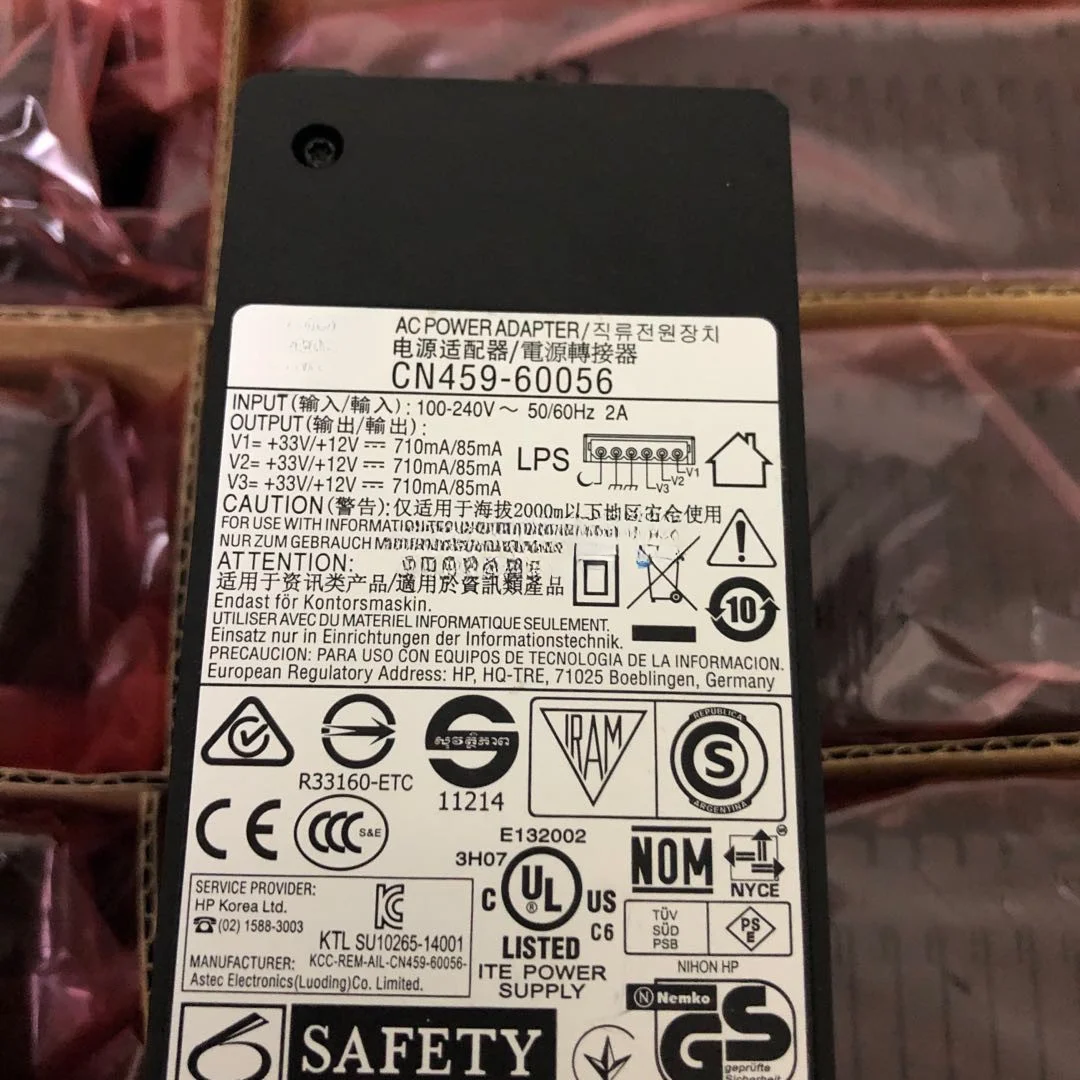 AC POWER ADAPTER/직류전원장치
电源适配器/電源轉接器
CN459-60056
INPUT(输入/輸入): 100-240V ~ 50/60Hz 2A
OUTPUT(输出/輸出):
V1= +33V/+12V ⎓ 710mA/85mA
V2= +33V/+12V ⎓ 710mA/85mA
V3= +33V/+12V ⎓ 710mA/85mA
LPS
V1
V2
V3
CAUTION(警告):仅适用于海拔2000m以下地区安全使用
FOR USE WITH
NUR ZUM GEBRAUCH
ATTENTION:
适用于资讯类产品/適用於資訊類產品
Endast för Kontorsmaskin.
UTILISER AVEC DU MATERIEL INFORMATIQUE SEULEMENT.
Einsatz nur in Einrichtungen der Informationstechnik.
PRECAUCION: PARA USO CON EQUIPOS DE TECNOLOGIA DE LA INFORMACION.
European Regulatory Address: HP, HQ-TRE, 71025 Boeblingen, Germany
10
R33160-ETC
11214
IRAM
REPUBLICA
S
ARGENTINA
CE
CCC S&E
E132002
3H07
C UL ® US
LISTED C6
ITE POWER
SUPPLY
NOM
NYCE
SERVICE PROVIDER:
HP Korea Ltd.
☎(02) 1588-3003
KTL SU10265-14001
MANUFACTURER: KCC-REM-AIL-CN459-60056-
Astec Electronics(Luoding)Co. Limited.
TÜV
SÜD
PSB
PS
E
NIHON HP
N Nemko
GS
geprüfte
Sicherheit
SAFETY